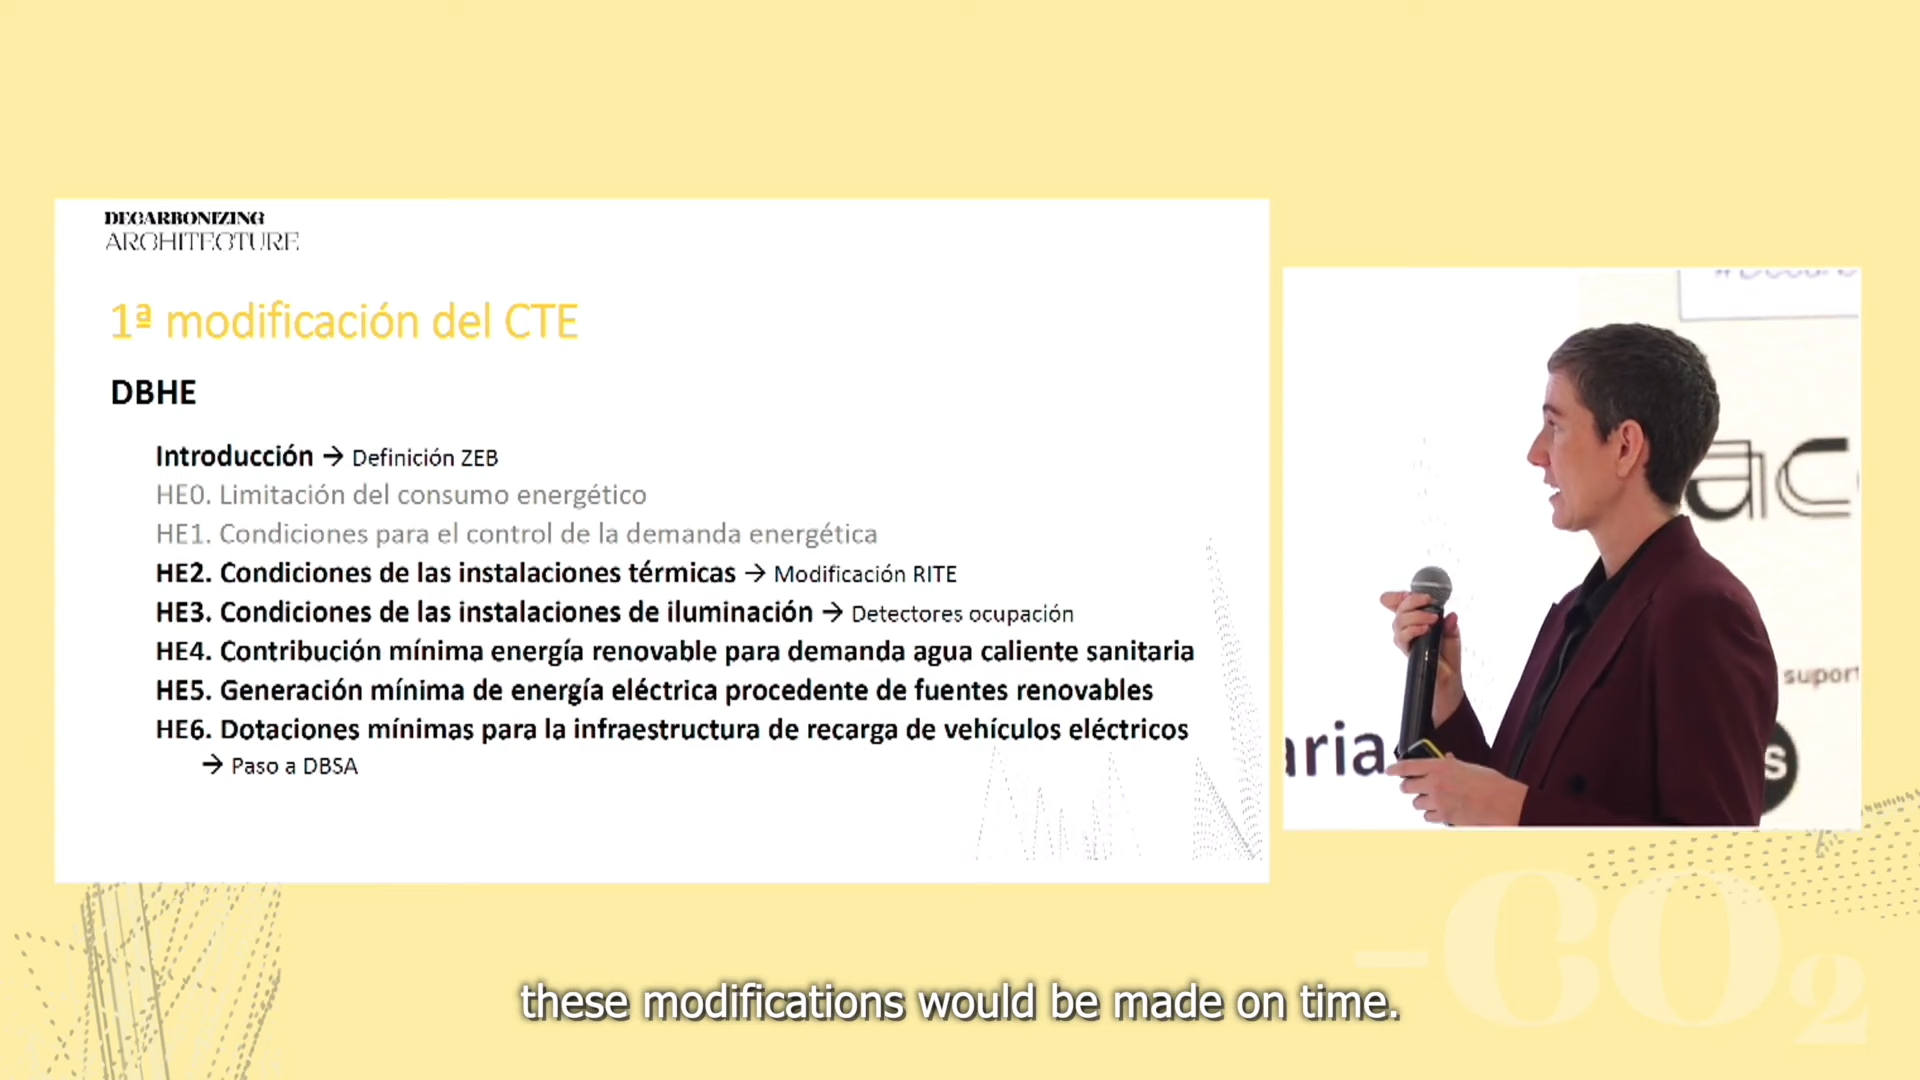 DECARBONIZING
ARCHITECTURE
1ª modificación del CTE
DBHE
Introducción → Definición ZEB
HE0. Limitación del consumo energético
HE1. Condiciones para el control de la demanda energética
HE2. Condiciones de las instalaciones térmicas → Modificación RITE
HE3. Condiciones de las instalaciones de iluminación → Detectores ocupación
HE4. Contribución mínima energía renovable para demanda agua caliente sanitaria
HE5. Generación mínima de energía eléctrica procedente de fuentes renovables
HE6. Dotaciones mínimas para la infraestructura de recarga de vehículos eléctricos
→ Paso a DBSA
ac
suport
aria
s
-CO2
these modifications would be made on time.